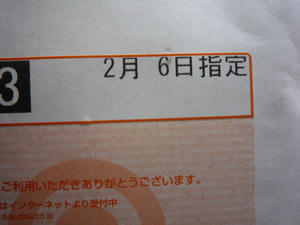 3
2月 6日指定
ご利用いただきありがとうございます。
はインターネットより受付中